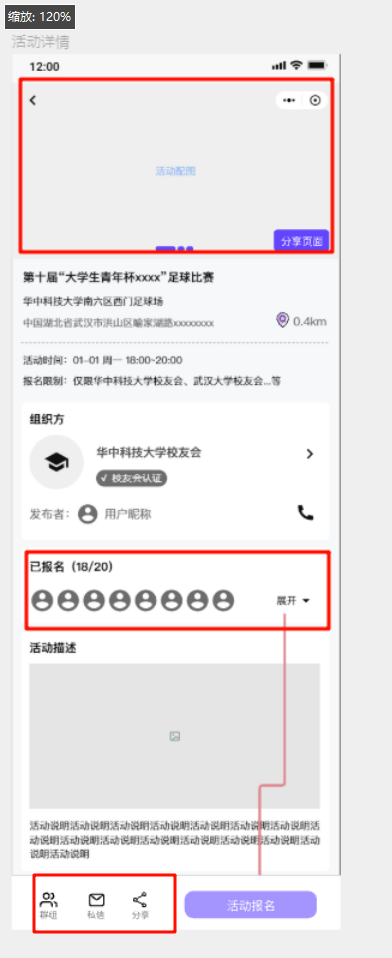 缩放: 120%
活动详情
12:00
活动配图
分享页面
第十届“大学生青年杯xxxx”足球比赛
华中科技大学南六区西门足球场
中国湖北省武汉市洪山区喻家湖路xxxxxxxx
0.4km
活动时间：01-01 周一 18:00-20:00
报名限制：仅限华中科技大学校友会、武汉大学校友会...等
组织方
华中科技大学校友会
√ 校友会认证
发布者：
用户昵称
已报名（18/20）
展开
活动描述
活动说明活动说明活动说明活动说明活动说明活动说明活动说明活
动说明活动说明活动说明活动说明活动说明活动说明活动说明活动
说明活动说明
群组
私信
分享
活动报名